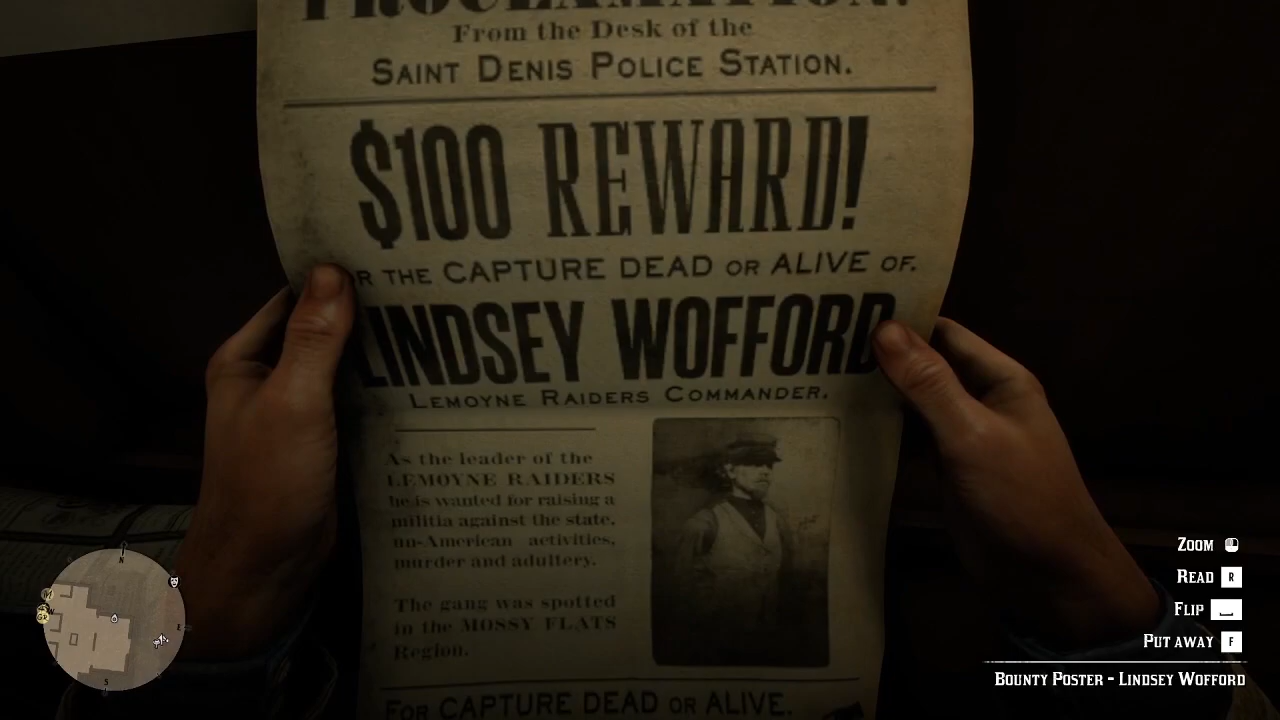 PROCLAMATION.
From the Desk of the
SAINT DENIS POLICE STATION.
$100 REWARD!
OR THE CAPTURE DEAD OR ALIVE OF.
LINDSEY WOFFORD
LEMOYNE RAIDERS COMMANDER.
As the leader of the
LEMOYNE RAIDERS
he is wanted for raising a
militia against the state,
un-American activities,
murder and adultery.
The gang was spotted
in the MOSSY FLATS
Region.
FOR CAPTURE DEAD OR ALIVE.
N
E
S
GR
ZOOM
READ R
FLIP
PUT AWAY F
BOUNTY POSTER - LINDSEY WOFFORD